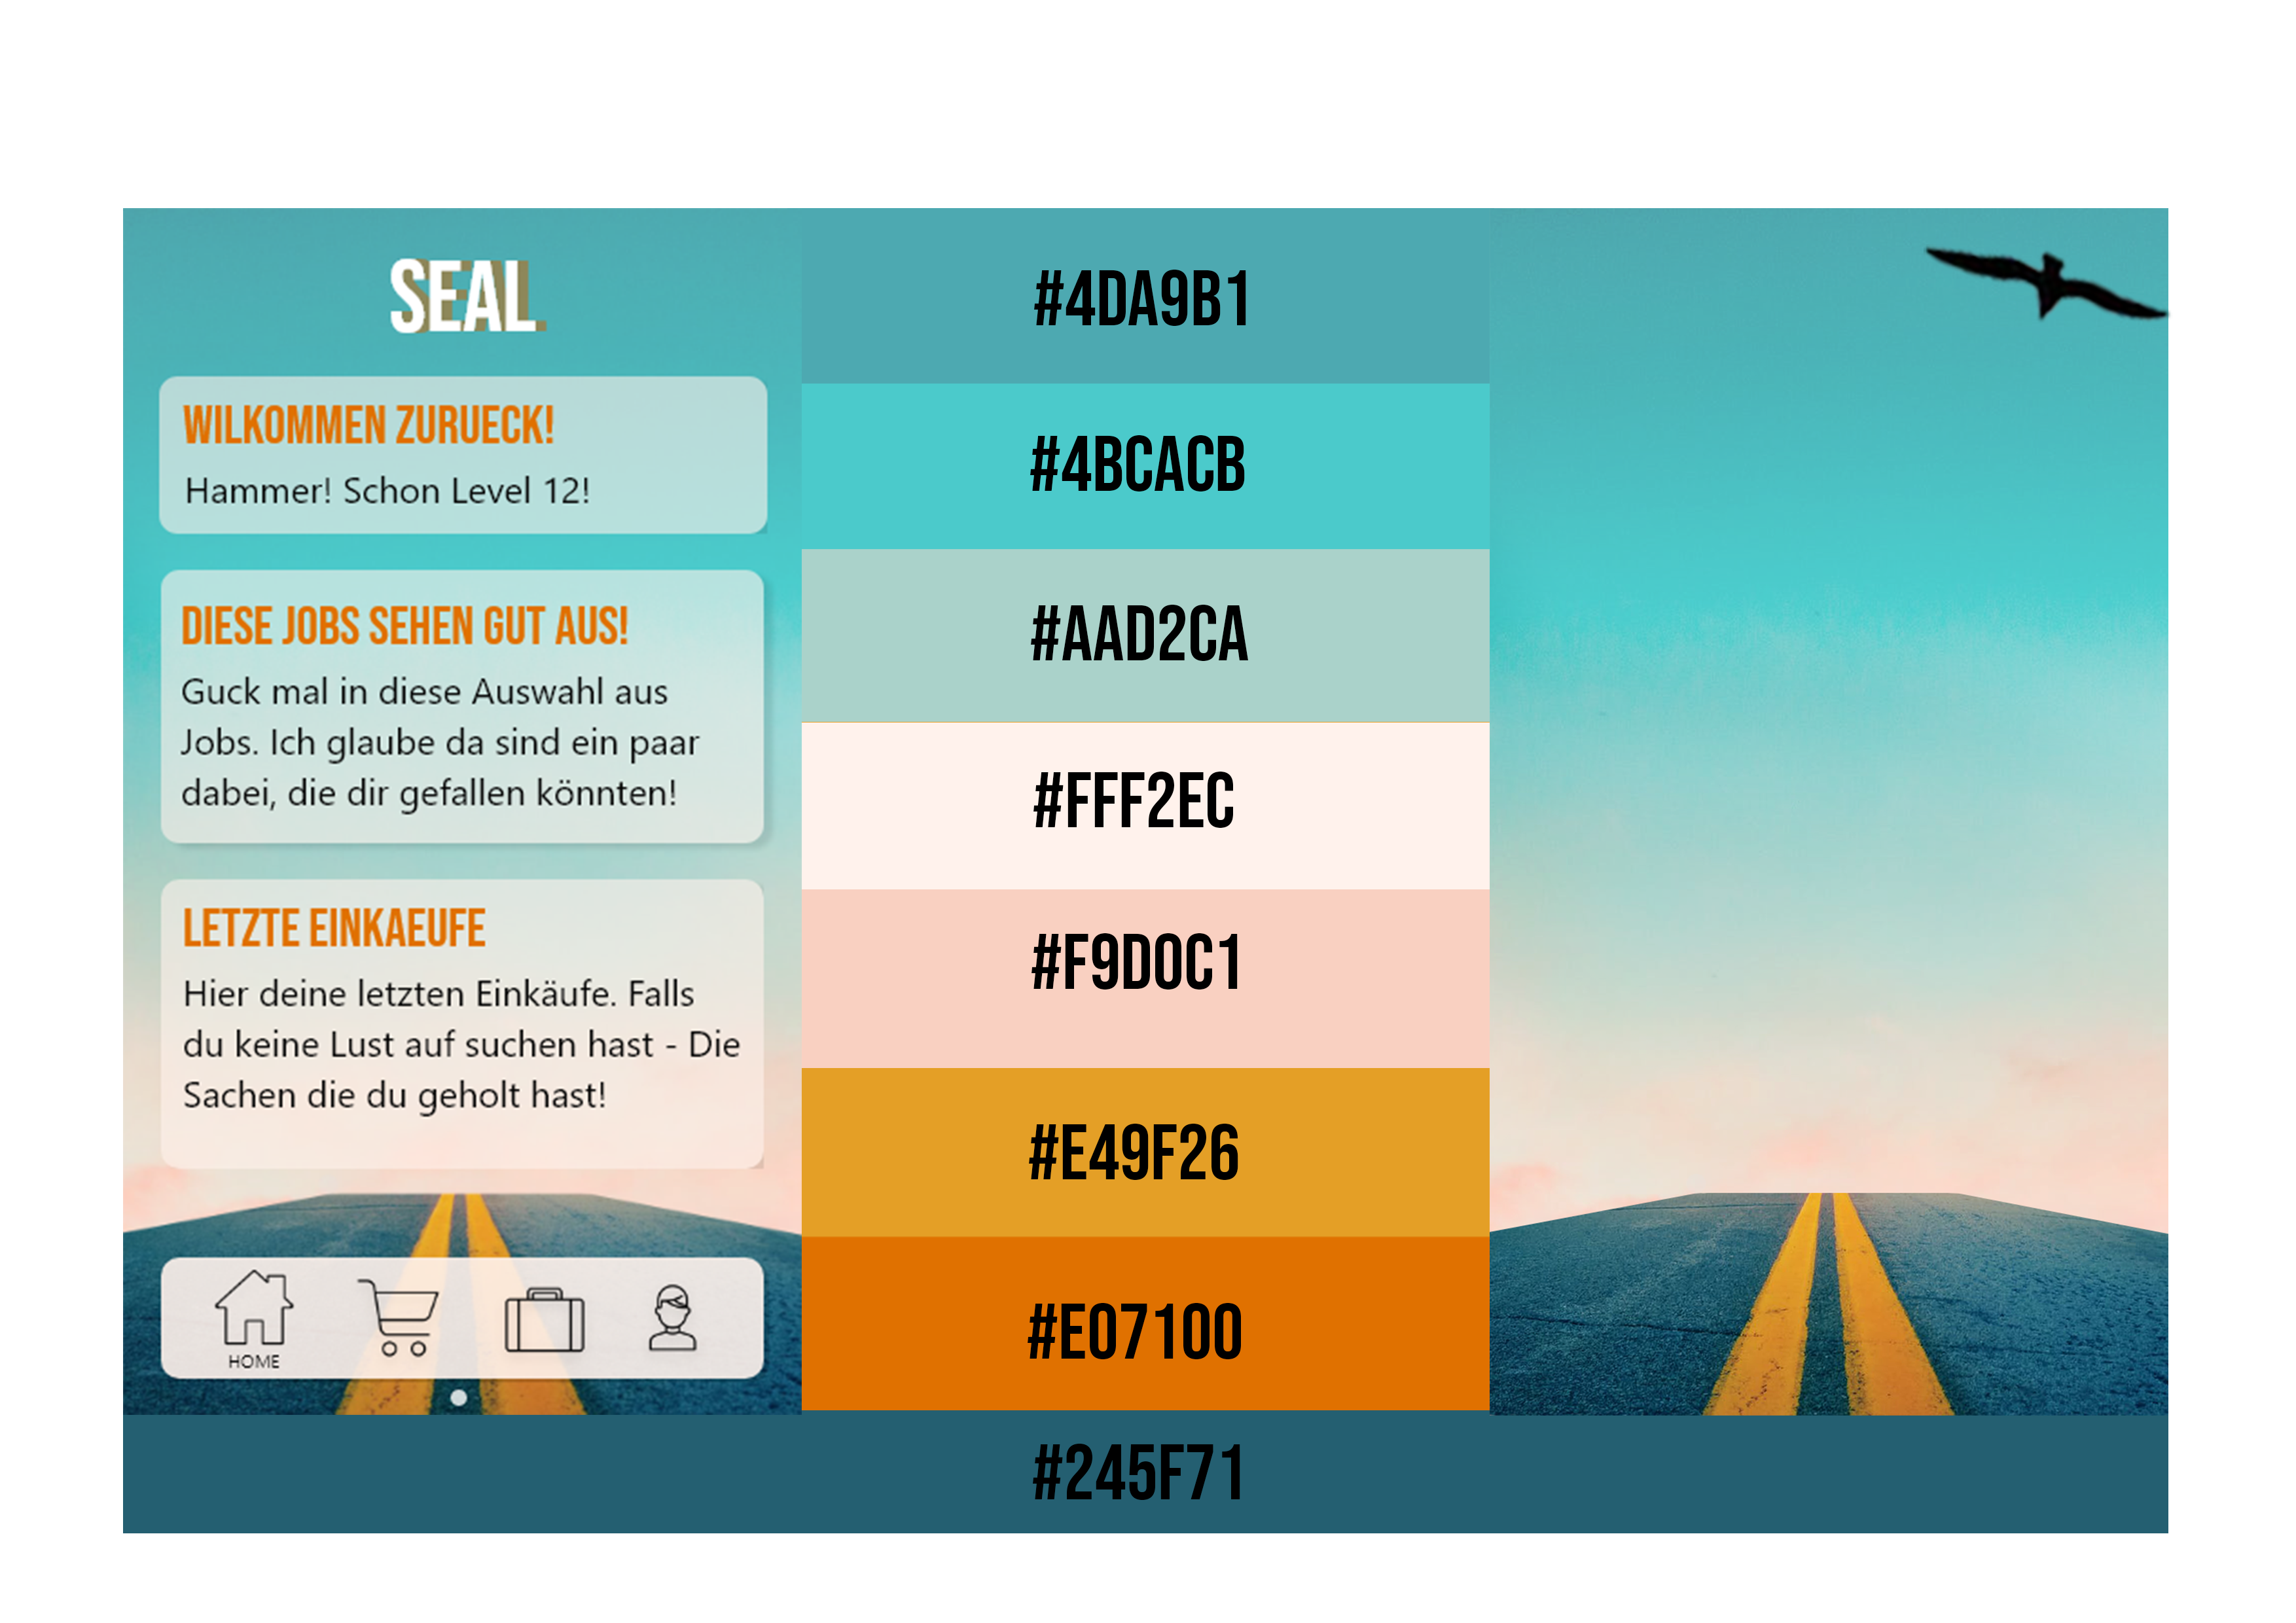 SEAL.
WILKOMMEN ZURUECK!
Hammer! Schon Level 12!
DIESE JOBS SEHEN GUT AUS!
Guck mal in diese Auswahl aus
Jobs. Ich glaube da sind ein paar
dabei, die dir gefallen könnten!
LETZTE EINKAEUFE
Hier deine letzten Einkäufe. Falls
du keine Lust auf suchen hast - Die
Sachen die du geholt hast!
HOME
#4DA9B1
#4BCACB
#AAD2CA
#FFF2EC
#F9D0C1
#E49F26
#E07100
#245F71